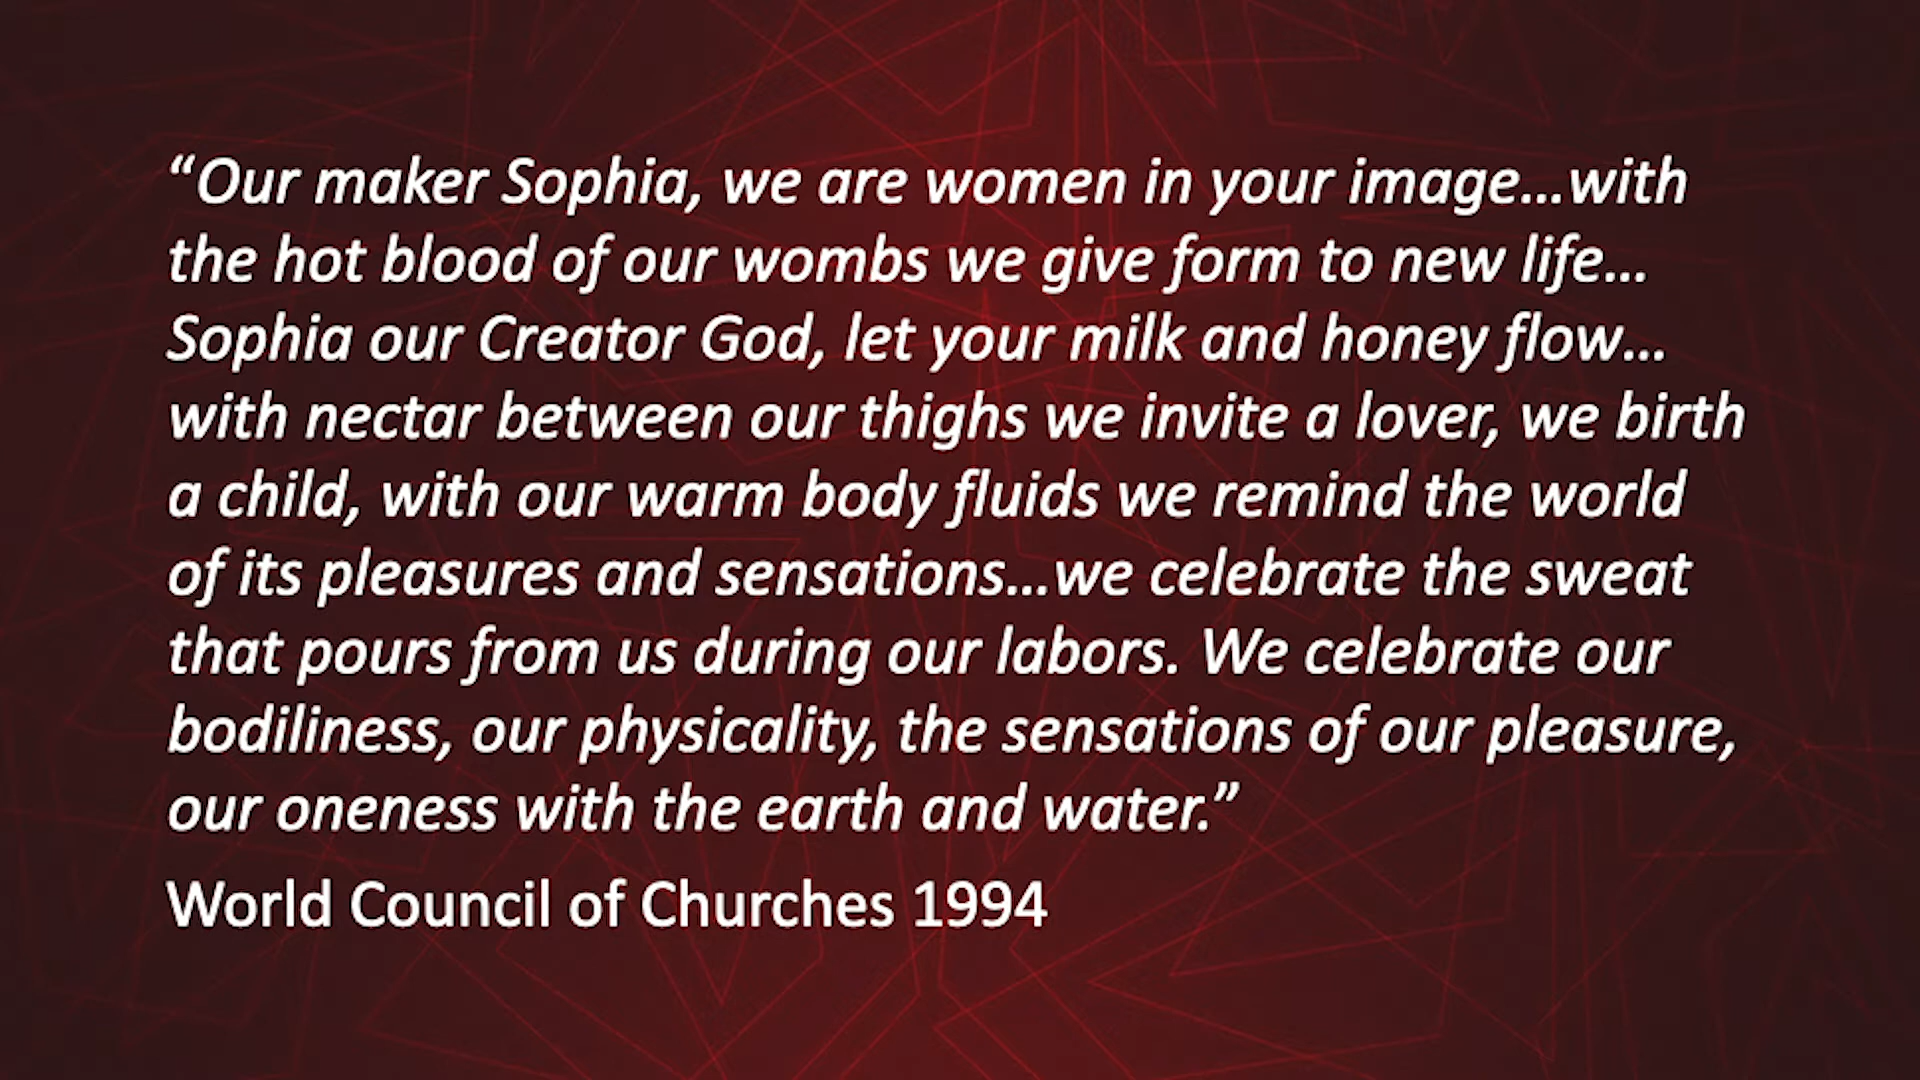 “Our maker Sophia, we are women in your image...with
the hot blood of our wombs we give form to new life...
Sophia our Creator God, let your milk and honey flow...
with nectar between our thighs we invite a lover, we birth
a child, with our warm body fluids we remind the world
of its pleasures and sensations...we celebrate the sweat
that pours from us during our labors. We celebrate our
bodiliness, our physicality, the sensations of our pleasure,
our oneness with the earth and water.”
World Council of Churches 1994